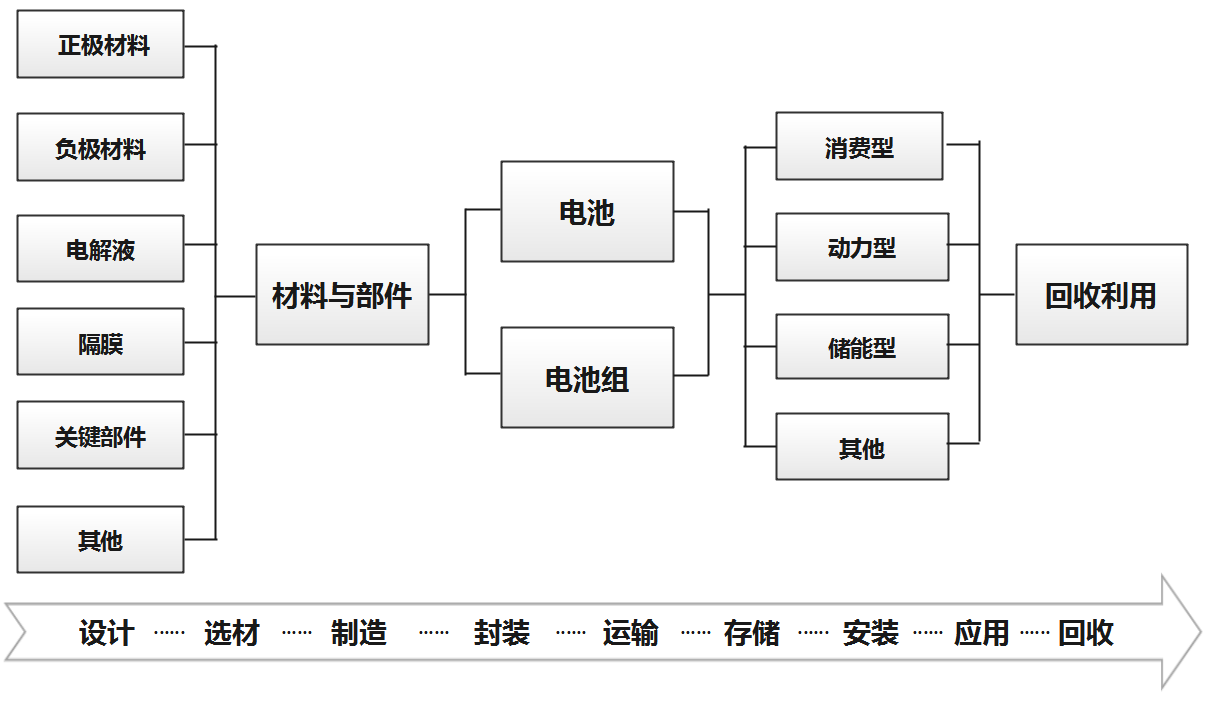 正极材料
负极材料
电解液
隔膜
关键部件
其他
材料与部件
电池
电池组
消费型
动力型
储能型
其他
回收利用
设计 ...... 选材 ...... 制造 ...... 封装 ...... 运输 ...... 存储 ...... 安装 ...... 应用 ...... 回收